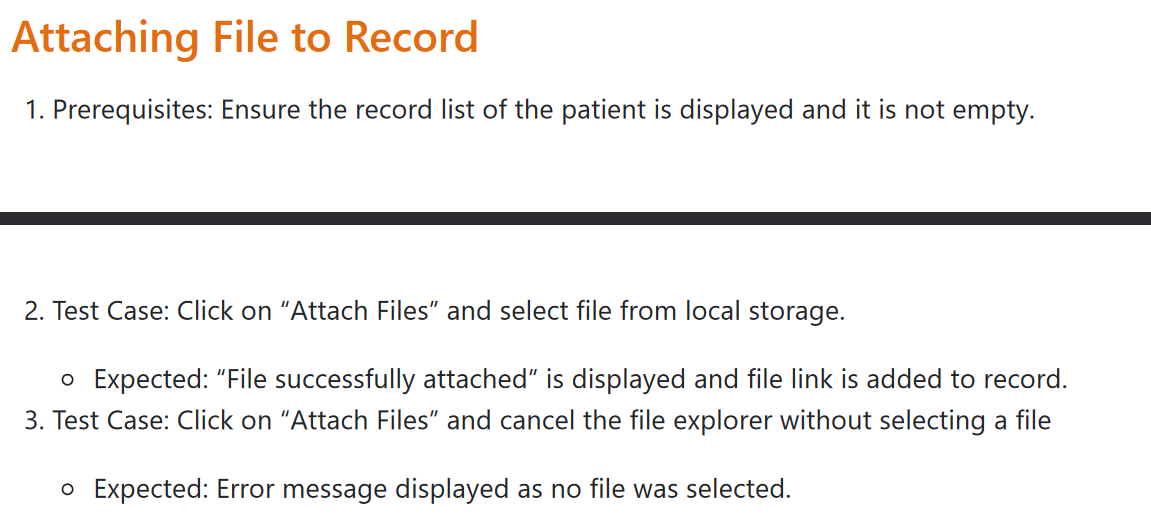 Attaching File to Record
1. Prerequisites: Ensure the record list of the patient is displayed and it is not empty.
2. Test Case: Click on “Attach Files” and select file from local storage.
Expected: “File successfully attached” is displayed and file link is added to record.
3. Test Case: Click on “Attach Files” and cancel the file explorer without selecting a file
Expected: Error message displayed as no file was selected.